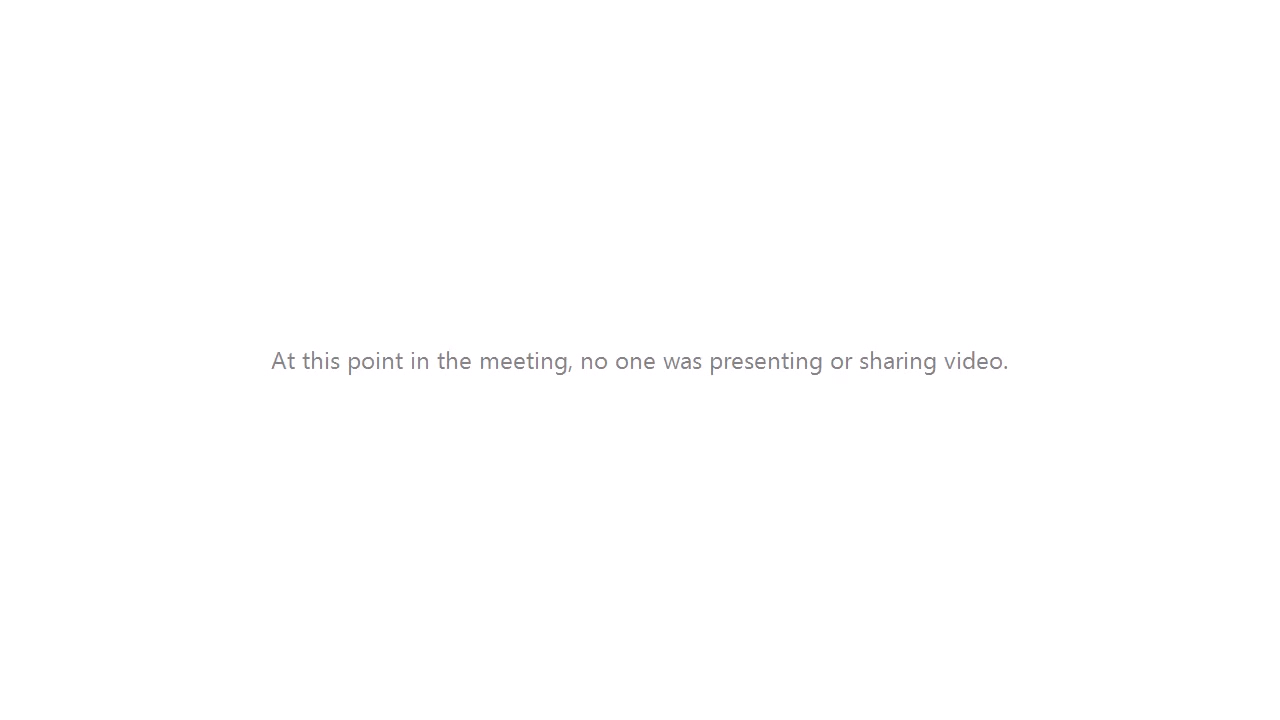 At this point in the meeting, no one was presenting or sharing video.